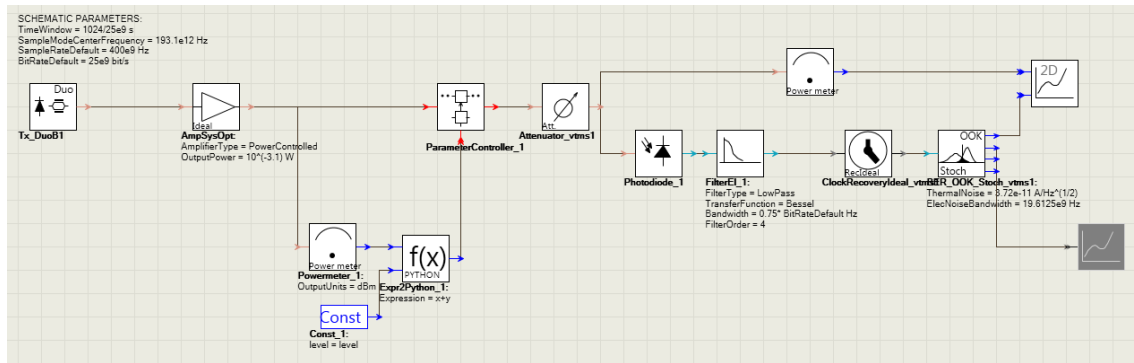 SCHEMATIC PARAMETERS:
TimeWindow = 1024/25e9 s
SampleModeCenterFrequency = 193.1e12 Hz
SampleRateDefault = 400e9 Hz
BitRateDefault = 25e9 bit/s
Duo
Tx_DuoB1
Ideal
AmpSysOpt:
AmplifierType = PowerControlled
OutputPower = 10^(-3.1) W
ParameterController_1
Att.
Attenuator_vtms1
Power meter
2D
Photodiode_1
FilterEl_1:
FilterType = LowPass
TransferFunction = Bessel
Bandwidth = 0.75* BitRateDefault Hz
FilterOrder = 4
RecIdeal
ClockRecoveryIdeal_vtms1
OOK
Stoch
BER_OOK_Stoch_vtms1:
ThermalNoise = 3.72e-11 A/Hz^(1/2)
ElecNoiseBandwidth = 19.6125e9 Hz
Power meter
Powermeter_1:
OutputUnits = dBm
f(x)
PYTHON
Expr2Python_1:
Expression = x+y
Const
Const_1:
level = level